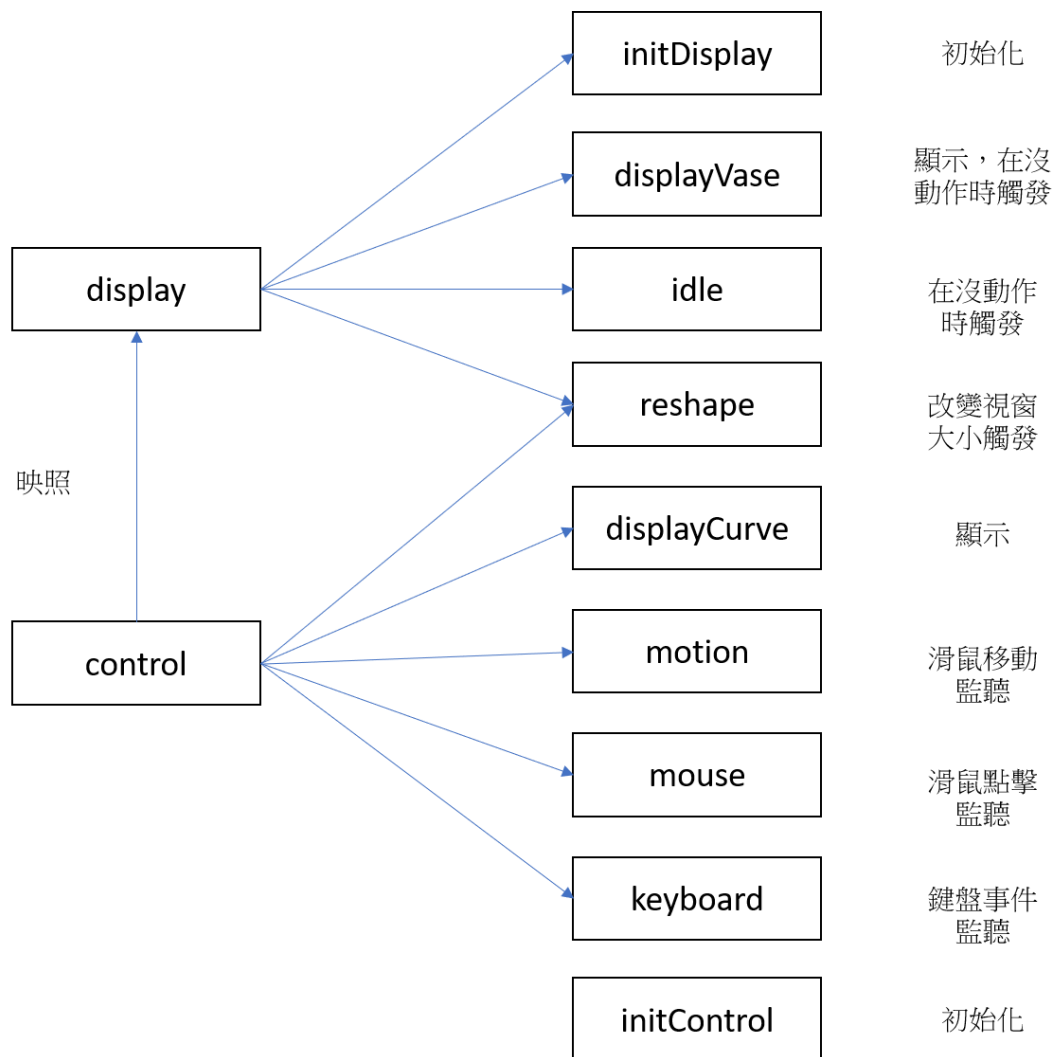 initDisplay
初始化
displayVase
顯示，在沒
動作時觸發
display
idle
在沒動作
時觸發
reshape
改變視窗
大小觸發
映照
displayCurve
顯示
control
motion
滑鼠移動
監聽
mouse
滑鼠點擊
監聽
keyboard
鍵盤事件
監聽
initControl
初始化